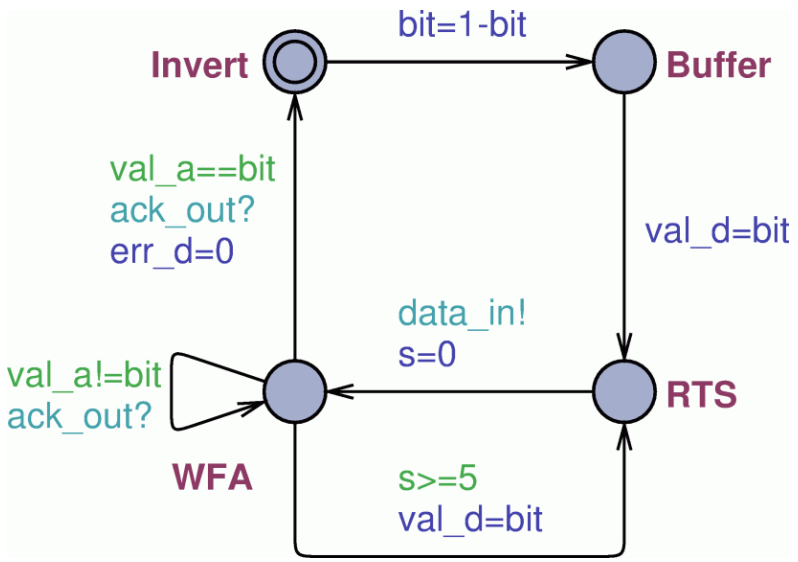 bit=1-bit
Invert
Buffer
val_a==bit
ack_out?
err_d=0
val_d=bit
data_in!
s=0
val_a!=bit
ack_out?
RTS
WFA
s>=5
val_d=bit